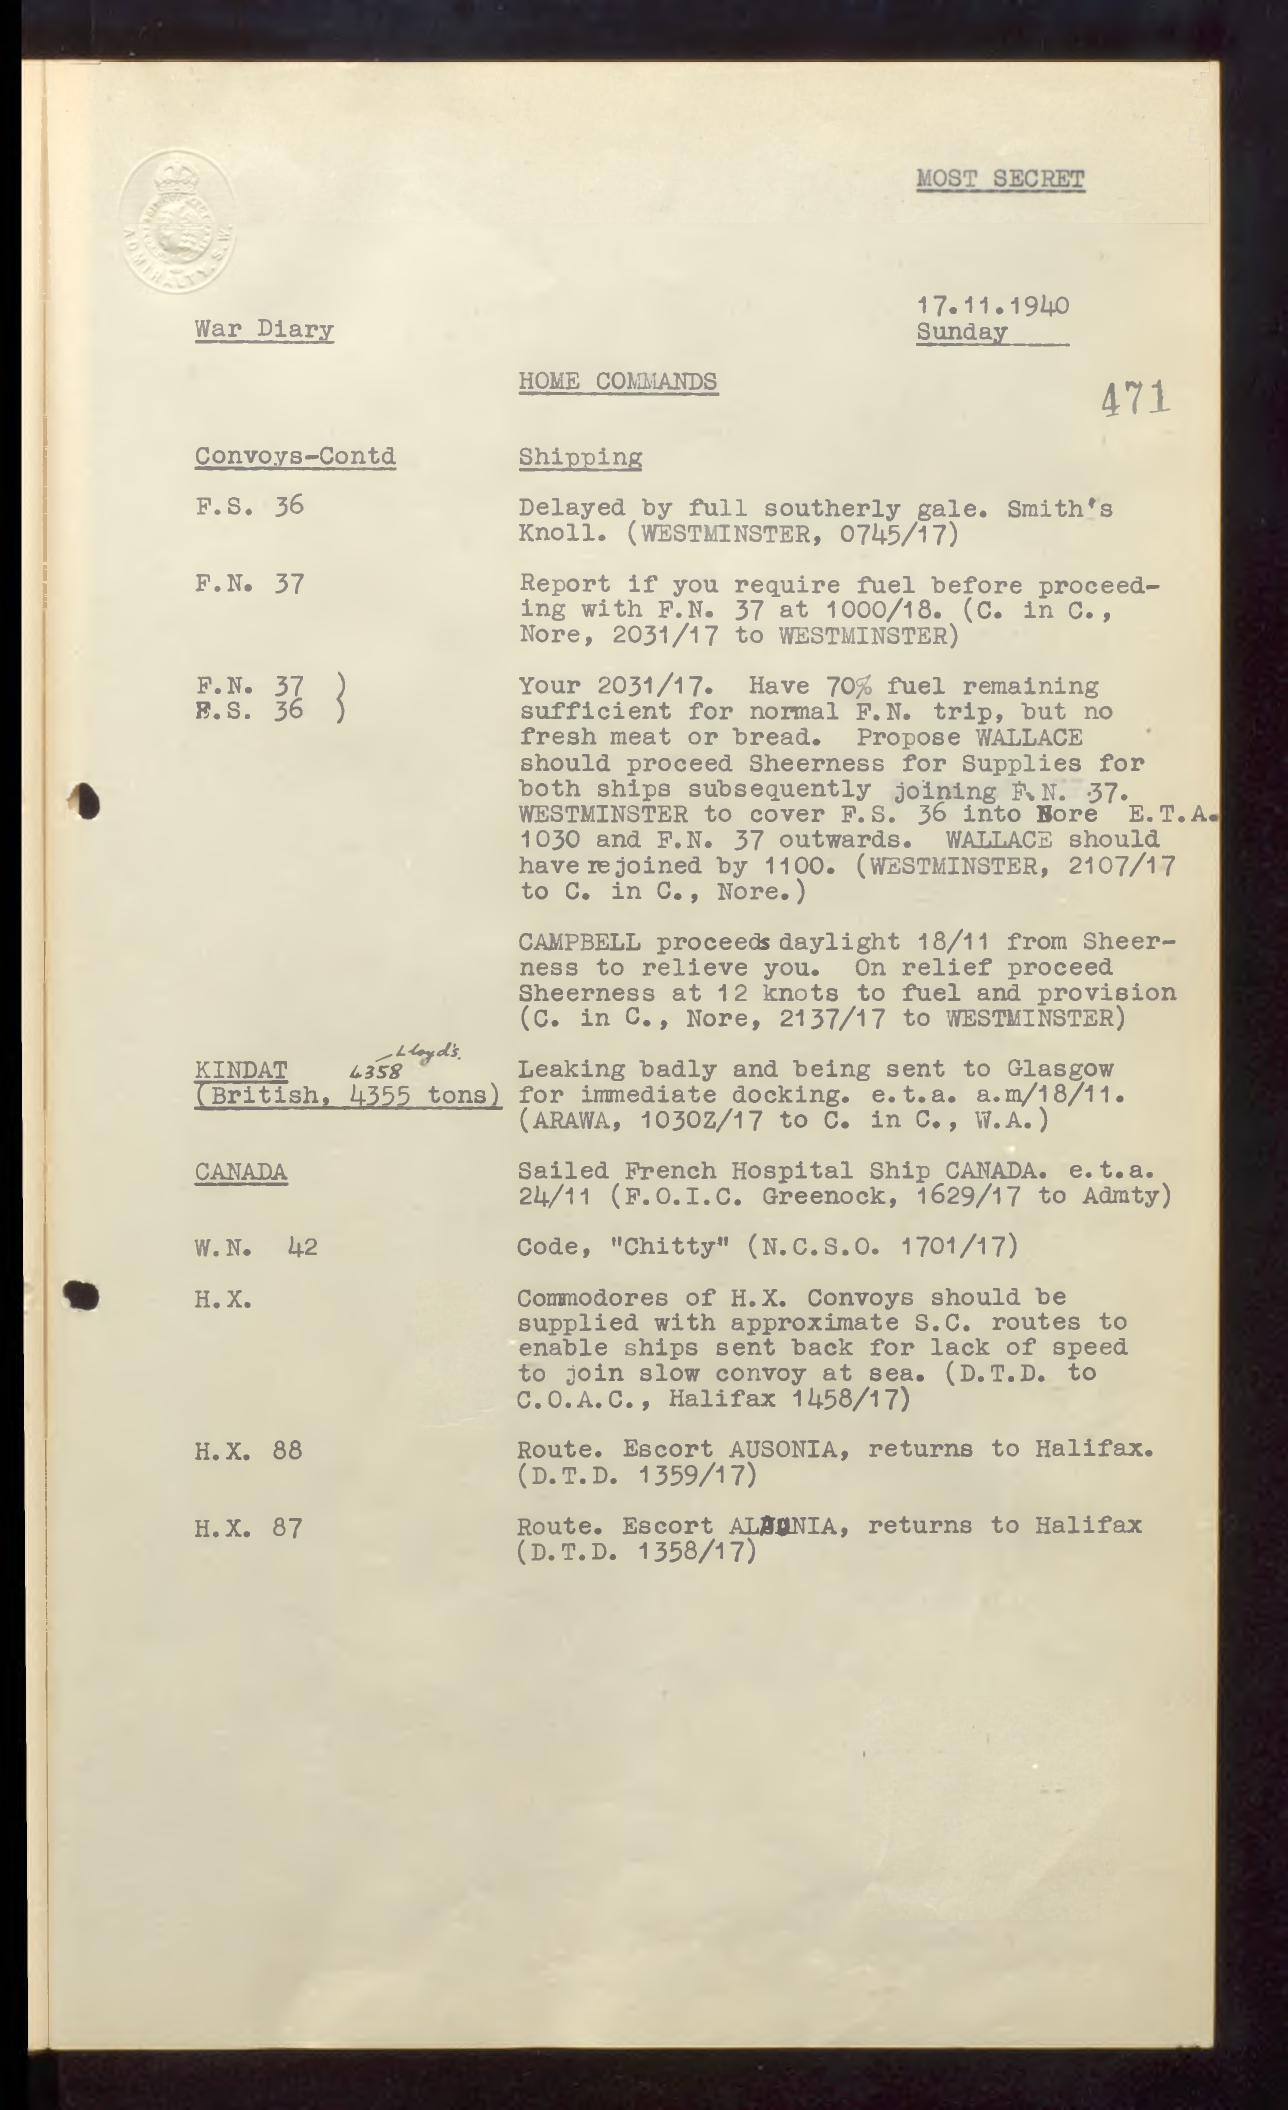 ADMIRALTY. S.W.
MOST SECRET
17.11.1940
War Diary Sunday
HOME COMMANDS
471
Convoys-Contd Shipping
F.S. 36 Delayed by full southerly gale. Smith's
Knoll. (WESTMINSTER, 0745/17)
F.N. 37 Report if you require fuel before proceed-
ing with F.N. 37 at 1000/18. (C. in C.,
Nore, 2031/17 to WESTMINSTER)
F.N. 37 ) Your 2031/17. Have 70% fuel remaining
F.S. 36 ) sufficient for normal F.N. trip, but no
fresh meat or bread. Propose WALLACE
should proceed Sheerness for Supplies for
both ships subsequently joining F.N. 37.
WESTMINSTER to cover F.S. 36 into Nore E.T.A.
1030 and F.N. 37 outwards. WALLACE should
have rejoined by 1100. (WESTMINSTER, 2107/17
to C. in C., Nore.)
CAMPBELL proceeds daylight 18/11 from Sheer-
ness to relieve you. On relief proceed
Sheerness at 12 knots to fuel and provision
(C. in C., Nore, 2137/17 to WESTMINSTER)
Lloyd's.
KINDAT 4358 Leaking badly and being sent to Glasgow
(British, 4355 tons) for immediate docking. e.t.a. a.m/18/11.
(ARAWA, 1030Z/17 to C. in C., W.A.)
CANADA Sailed French Hospital Ship CANADA. e.t.a.
24/11 (F.O.I.C. Greenock, 1629/17 to Admty)
W.N. 42 Code, "Chitty" (N.C.S.O. 1701/17)
H.X. Commodores of H.X. Convoys should be
supplied with approximate S.C. routes to
enable ships sent back for lack of speed
to join slow convoy at sea. (D.T.D. to
C.O.A.C., Halifax 1458/17)
H.X. 88 Route. Escort AUSONIA, returns to Halifax.
(D.T.D. 1359/17)
H.X. 87 Route. Escort returns to Halifax
(D.T.D. 1358/17)